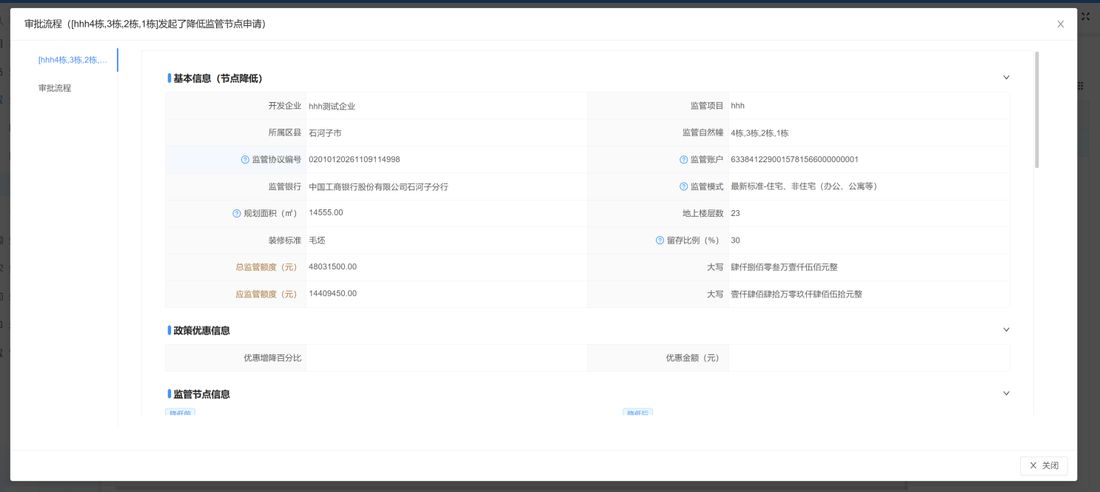 审批流程（[hhh4栋,3栋,2栋,1栋]发起了降低监管节点申请）
[hhh4栋,3栋,2栋,...
审批流程
基本信息（节点降低）
开发企业 hhh测试企业 监管项目 hhh
所属区县 石河子市 监管自然幢 4栋,3栋,2栋,1栋
监管协议编号 02010120261109114998 监管账户 6338412290015781566000000001
监管银行 中国工商银行股份有限公司石河子分行 监管模式 最新标准-住宅、非住宅（办公、公寓等）
规划面积（㎡） 14555.00 地上楼层数 23
装修标准 毛坯 留存比例（%） 30
总监管额度（元） 48031500.00 大写 肆仟捌佰零叁万壹仟伍佰元整
应监管额度（元） 14409450.00 大写 壹仟肆佰肆拾万零玖仟肆佰伍拾元整
政策优惠信息
优惠增降百分比 优惠金额（元）
监管节点信息
降低前 降低后
关闭